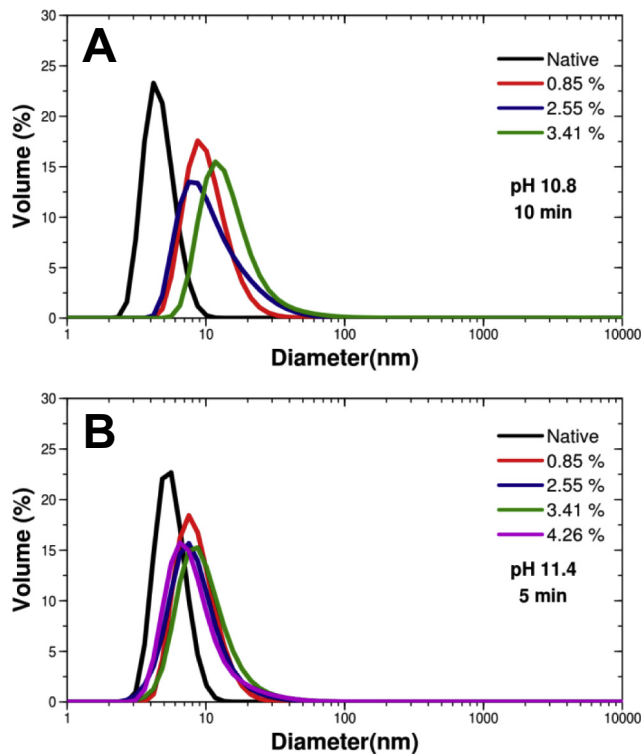 A
30
25
20
15
10
5
0
Volume (%)
Native
0.85 %
2.55 %
3.41 %
pH 10.8
10 min
1 10 100 1000 10000
Diameter(nm)
B
30
25
20
15
10
5
0
Volume (%)
Native
0.85 %
2.55 %
3.41 %
4.26 %
pH 11.4
5 min
1 10 100 1000 10000
Diameter(nm)